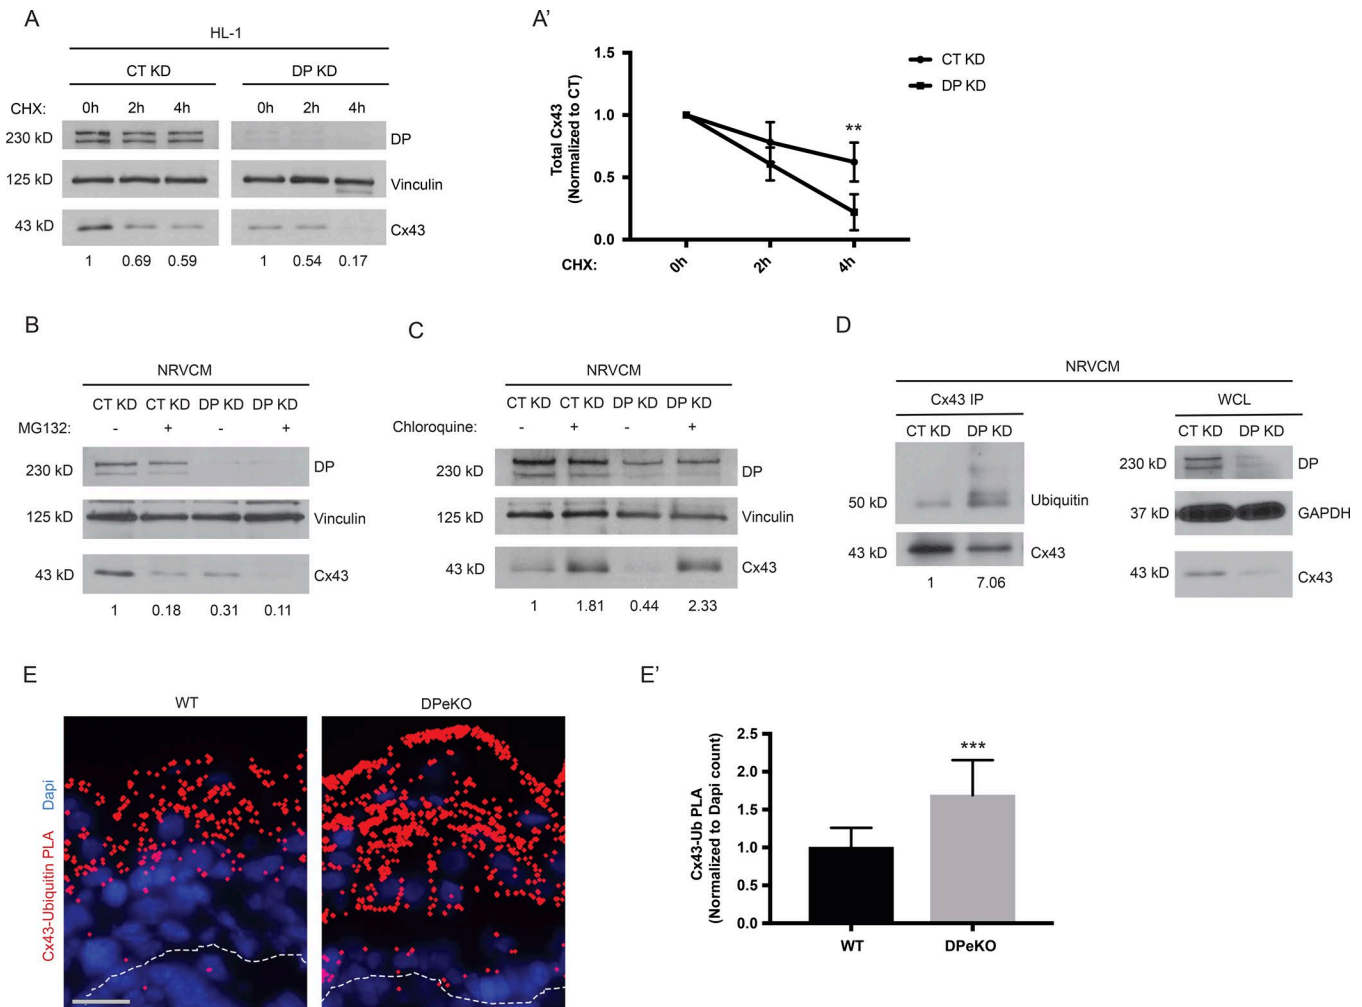 A
HL-1
CT KD DP KD
CHX: 0h 2h 4h 0h 2h 4h
230 kD DP
125 kD Vinculin
43 kD Cx43
1 0.69 0.59 1 0.54 0.17
A'
1.5
1.0
0.5
0.0
Total Cx43
(Normalized to CT)
**
CT KD
DP KD
CHX: 0h 2h 4h
B
NRVCM
CT KD CT KD DP KD DP KD
MG132: - + - +
230 kD DP
125 kD Vinculin
43 kD Cx43
1 0.18 0.31 0.11
C
NRVCM
CT KD CT KD DP KD DP KD
Chloroquine: - + - +
230 kD DP
125 kD Vinculin
43 kD Cx43
1 1.81 0.44 2.33
D
NRVCM
Cx43 IP
CT KD DP KD
50 kD Ubiquitin
43 kD Cx43
1 7.06
WCL
CT KD DP KD
230 kD DP
37 kD GAPDH
43 kD Cx43
E
WT DPeKO
Cx43-Ubiquitin PLA Dapi
E'
2.5
2.0
1.5
1.0
0.5
0.0
Cx43-Ub PLA
(Normalized to Dapi count)
***
WT DPeKO